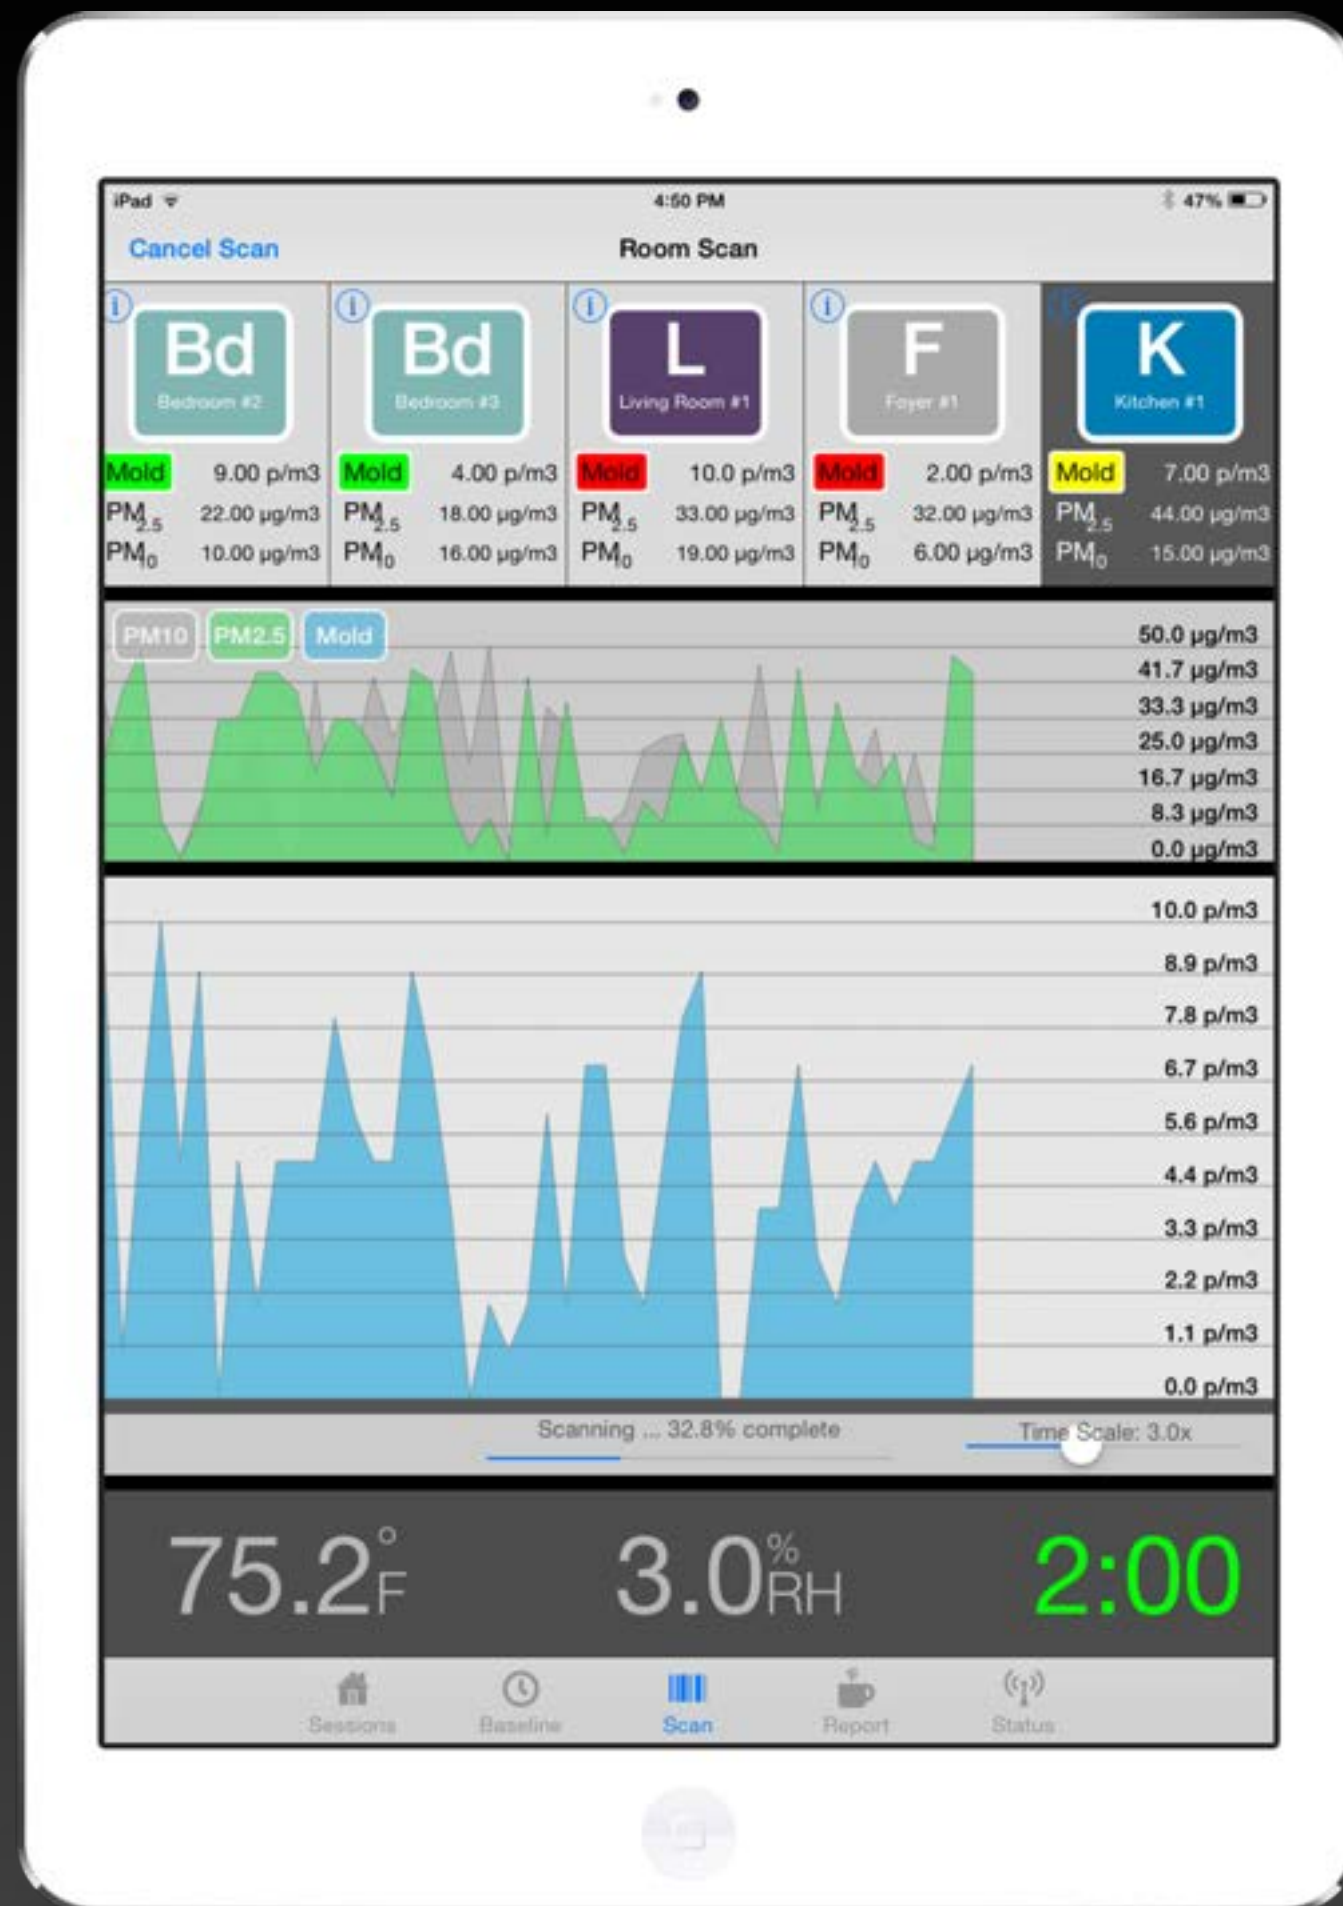 iPad 4:50 PM 47%
Cancel Scan Room Scan
Bd Bd L F K
Bedroom #2 Bedroom #3 Living Room #1 Foyer #1 Kitchen #1
Mold 9.00 p/m3 Mold 4.00 p/m3 Mold 10.0 p/m3 Mold 2.00 p/m3 Mold 7.00 p/m3
PM2.5 22.00 µg/m3 PM2.5 18.00 µg/m3 PM2.5 33.00 µg/m3 PM2.5 32.00 µg/m3 PM2.5 44.00 µg/m3
PM10 10.00 µg/m3 PM10 16.00 µg/m3 PM10 19.00 µg/m3 PM10 6.00 µg/m3 PM10 15.00 µg/m3
PM10 PM2.5 Mold 50.0 µg/m3
41.7 µg/m3
33.3 µg/m3
25.0 µg/m3
16.7 µg/m3
8.3 µg/m3
0.0 µg/m3
10.0 p/m3
8.9 p/m3
7.8 p/m3
6.7 p/m3
5.6 p/m3
4.4 p/m3
3.3 p/m3
2.2 p/m3
1.1 p/m3
0.0 p/m3
Scanning ... 32.8% complete Time Scale: 3.0x
75.2°F 3.0%RH 2:00
Sessions Baseline Scan Report Status